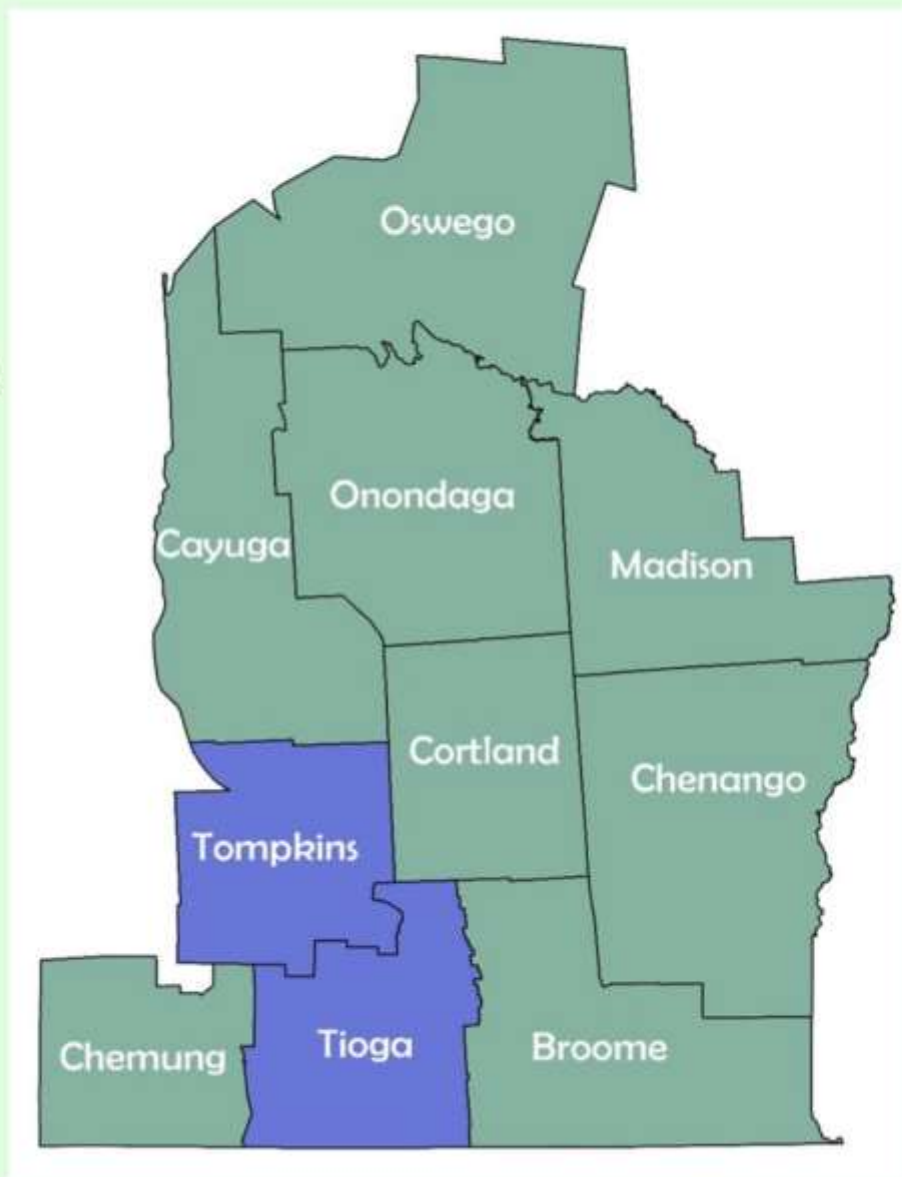 Oswego
Onondaga
Cayuga
Madison
Cortland
Chenango
Tompkins
Tioga
Broome
Chemung